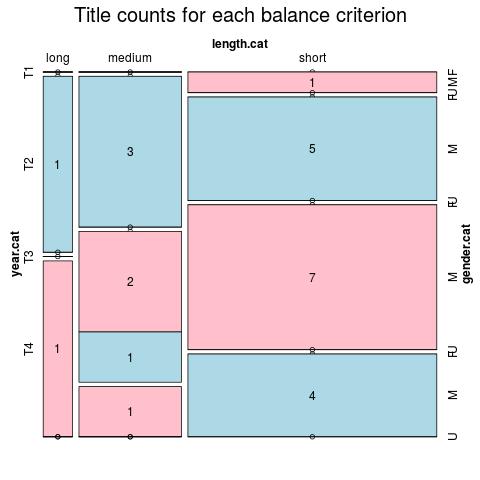 Title counts for each balance criterion
length.cat
long medium short
T1
T2
T3
T4
year.cat
1
1
3
2
1
1
1
5
7
4
M
M
M
U
gender.cat